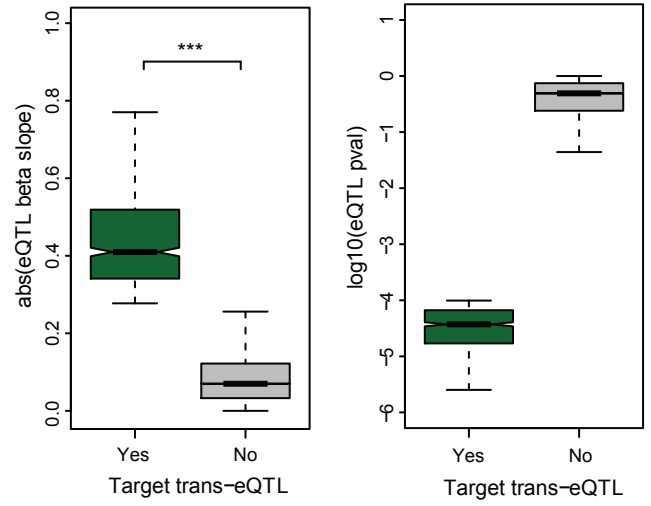 abs(eQTL beta slope)
1.0
0.8
0.6
0.4
0.2
0.0
***
Yes
No
Target trans−eQTL
log10(eQTL pval)
1
0
−1
−2
−3
−4
−5
−6
Yes
No
Target trans−eQTL